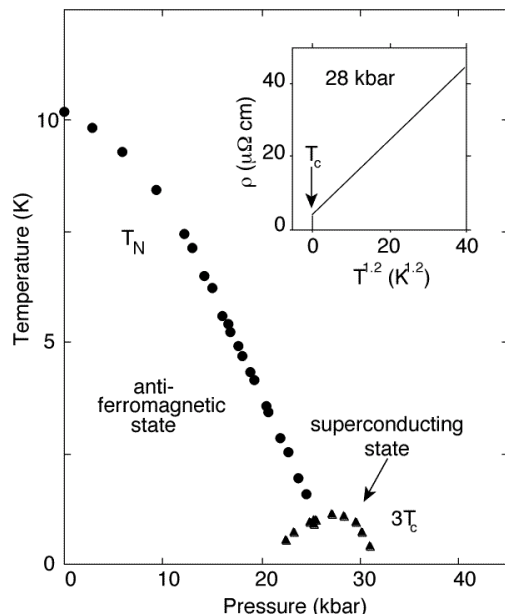 Temperature (K)
10
5
0
0
10
20
30
40
Pressure (kbar)
T_N
anti-
ferromagnetic
state
superconducting
state
3T_c
28 kbar
T_c
ρ (μΩ cm)
40
20
0
0
20
40
T^1.2 (K^1.2)